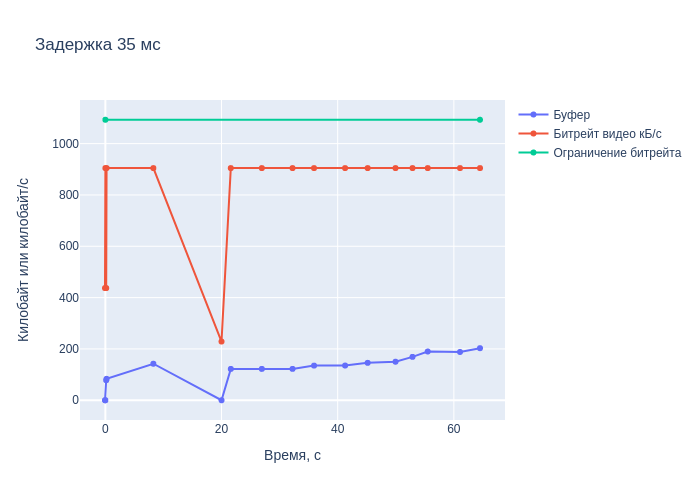 Задержка 35 мс
Буфер
Битрейт видео кБ/с
Ограничение битрейта
Килобайт или килобайт/с
1000
800
600
400
200
0
0 20 40 60
Время, с